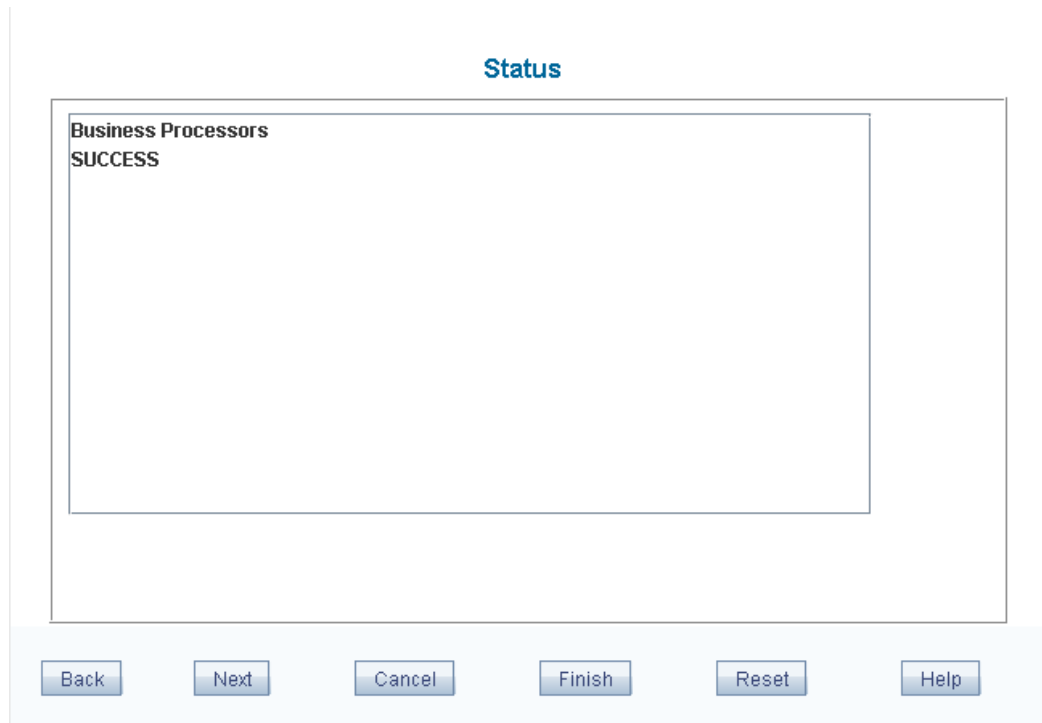 Status
Business Processors
SUCCESS
Back Next Cancel Finish Reset Help